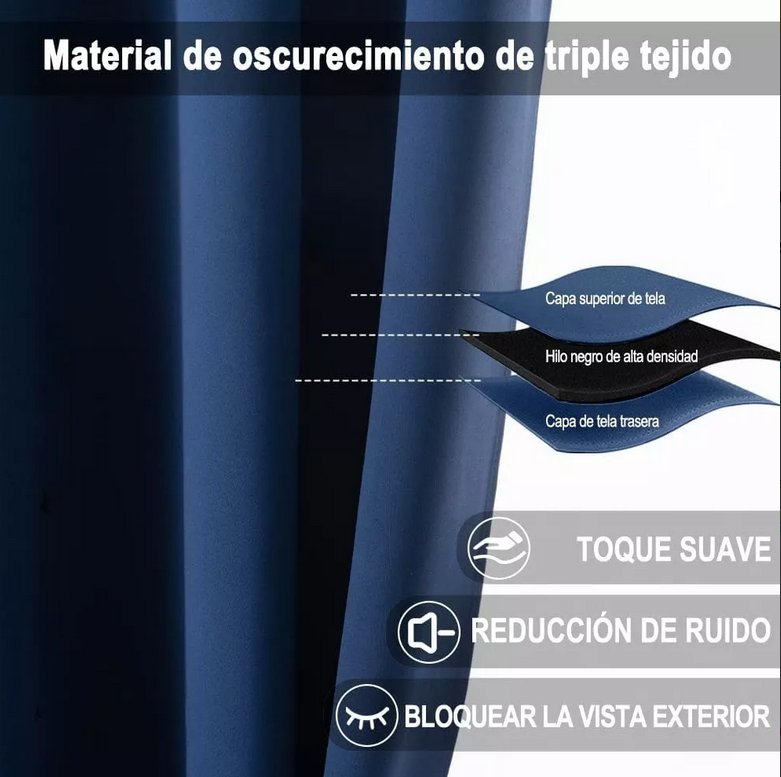 Material de oscurecimiento de triple tejido
Capa superior de tela
Hilo negro de alta densidad
Capa de tela trasera
TOQUE SUAVE
REDUCCIÓN DE RUIDO
BLOQUEAR LA VISTA EXTERIOR